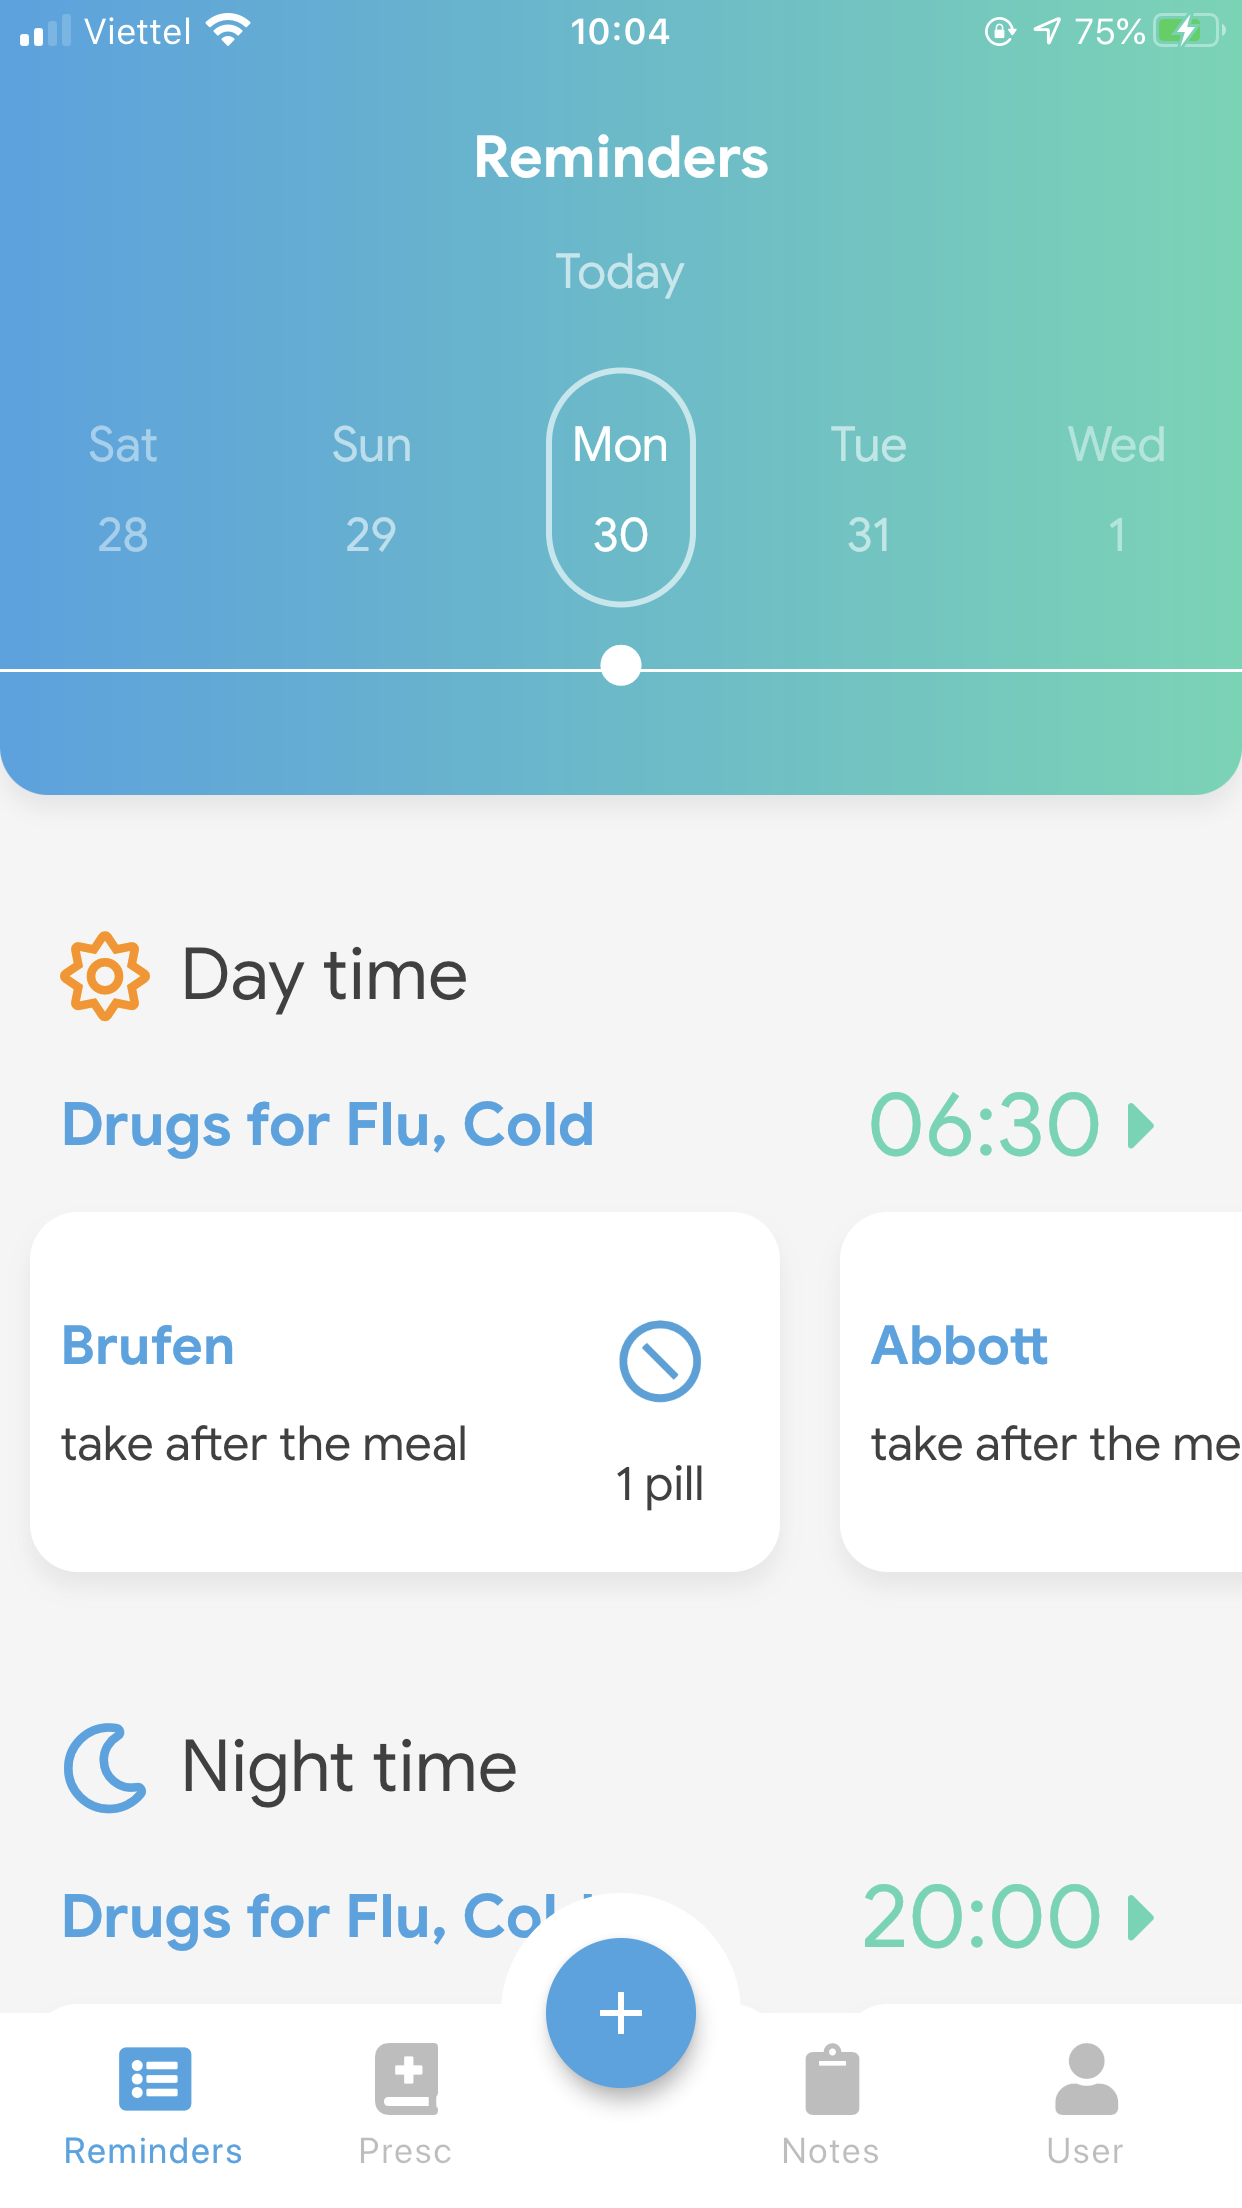 Viettel 10:04 75%
Reminders
Today
Sat Sun Mon Tue Wed
28 29 30 31 1
Day time
Drugs for Flu, Cold 06:30
Brufen
take after the meal
1 pill
Abbott
take after the me
Night time
Drugs for Flu, Col 20:00
+
Reminders Presc Notes User